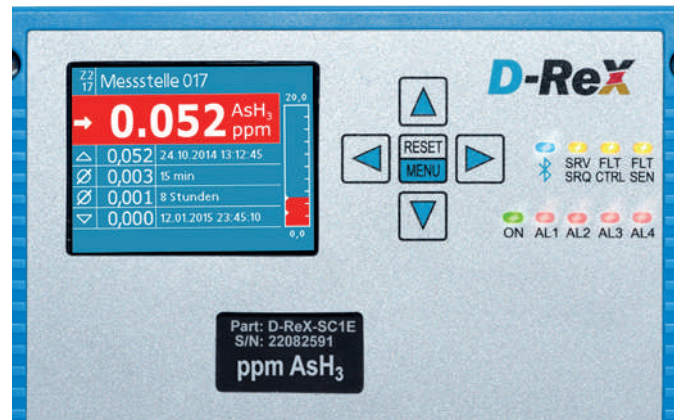 22
17
Messstelle 017
0.052 AsH₃
ppm
20,0
0,052 24.10.2014 13:12:45
0,003 15 min
0,001 8 Stunden
0,000 12.01.2015 23:45:10
0,0
RESET
MENU
D-ReX
SRV FLT FLT
SRQ CTRL SEN
ON AL1 AL2 AL3 AL4
Part: D-ReX-SC1E
S/N: 22082591
ppm AsH₃